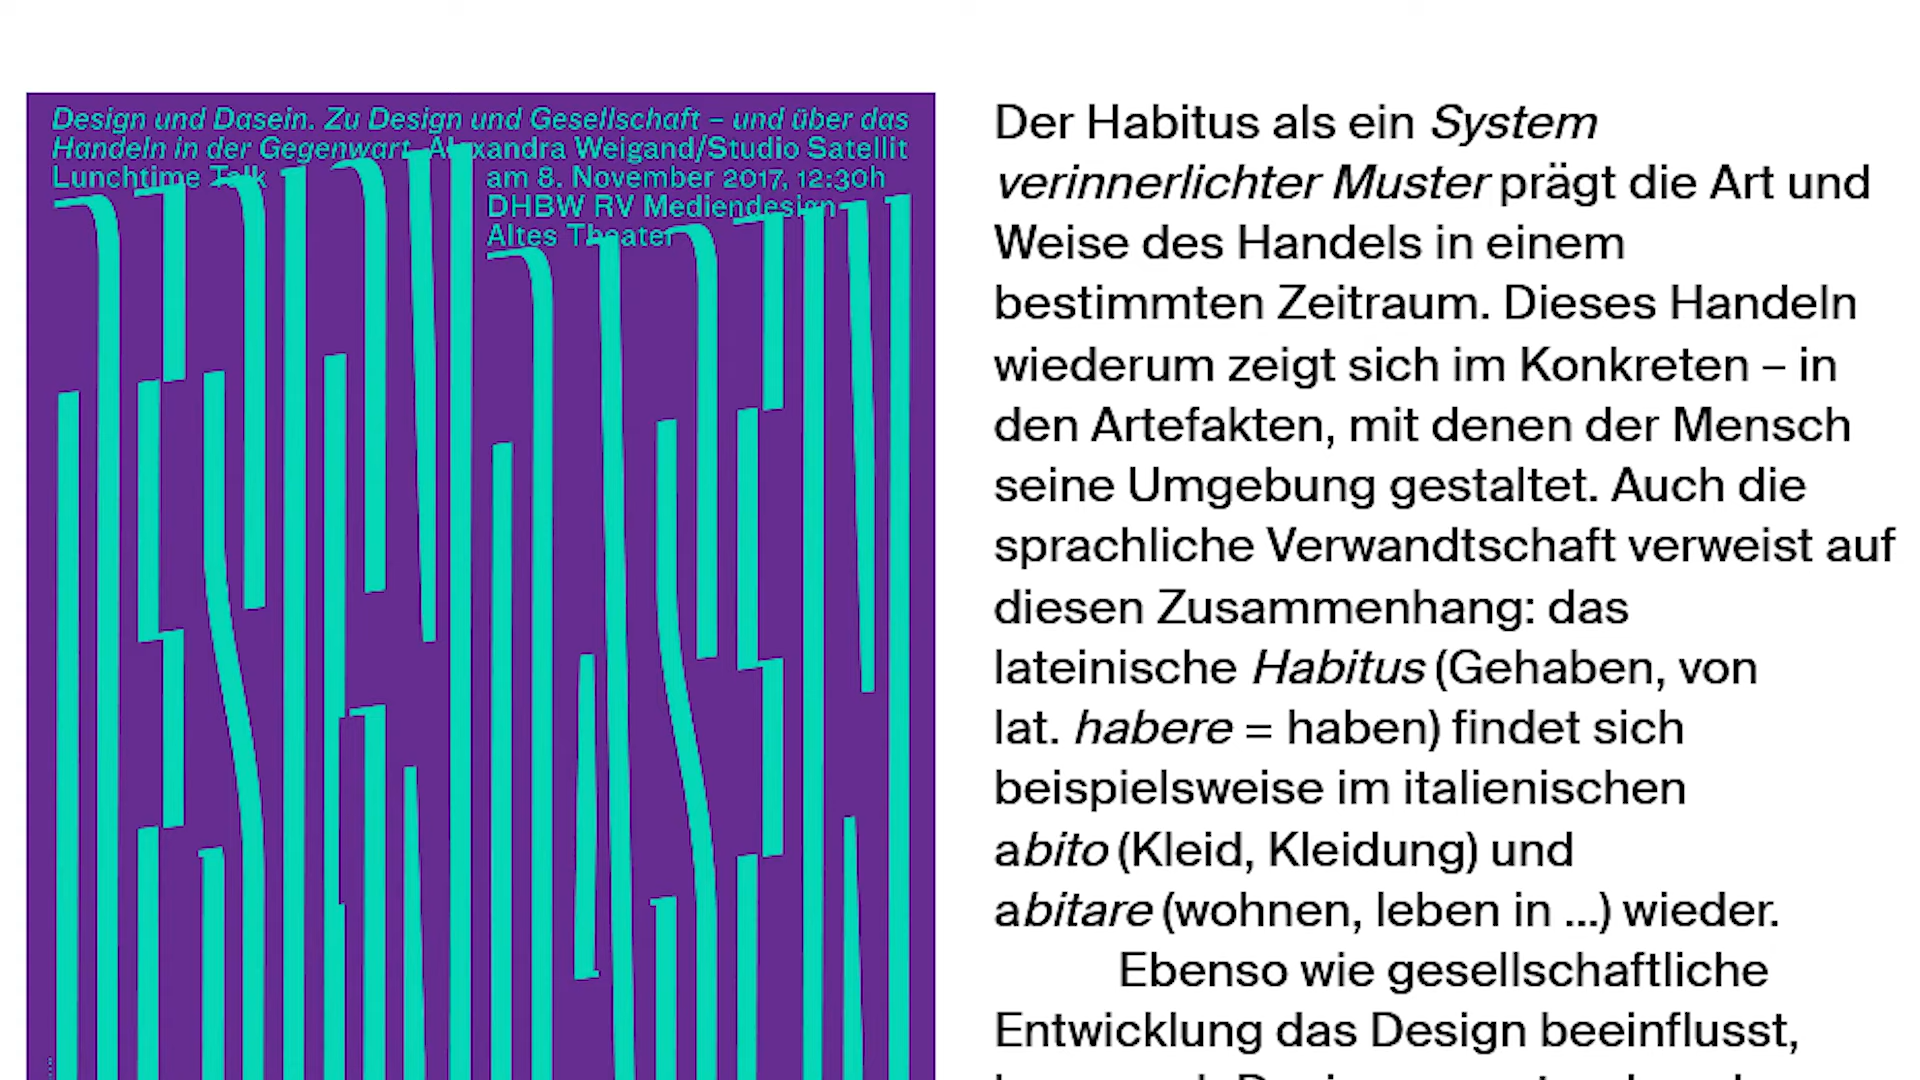 Design und Dasein. Zu Design und Gesellschaft – und über das
Handeln in der Gegenwart. Alexandra Weigand/Studio Satellit
Lunchtime Talk
am 8. November 2017, 12:30h
DHBW RV Mediendesign
Altes Theater
DESIGN
DASEIN
Der Habitus als ein System
verinnerlichter Muster prägt die Art und
Weise des Handels in einem
bestimmten Zeitraum. Dieses Handeln
wiederum zeigt sich im Konkreten – in
den Artefakten, mit denen der Mensch
seine Umgebung gestaltet. Auch die
sprachliche Verwandtschaft verweist auf
diesen Zusammenhang: das
lateinische Habitus (Gehaben, von
lat. habere = haben) findet sich
beispielsweise im italienischen
abito (Kleid, Kleidung) und
abitare (wohnen, leben in ...) wieder.
Ebenso wie gesellschaftliche
Entwicklung das Design beeinflusst,